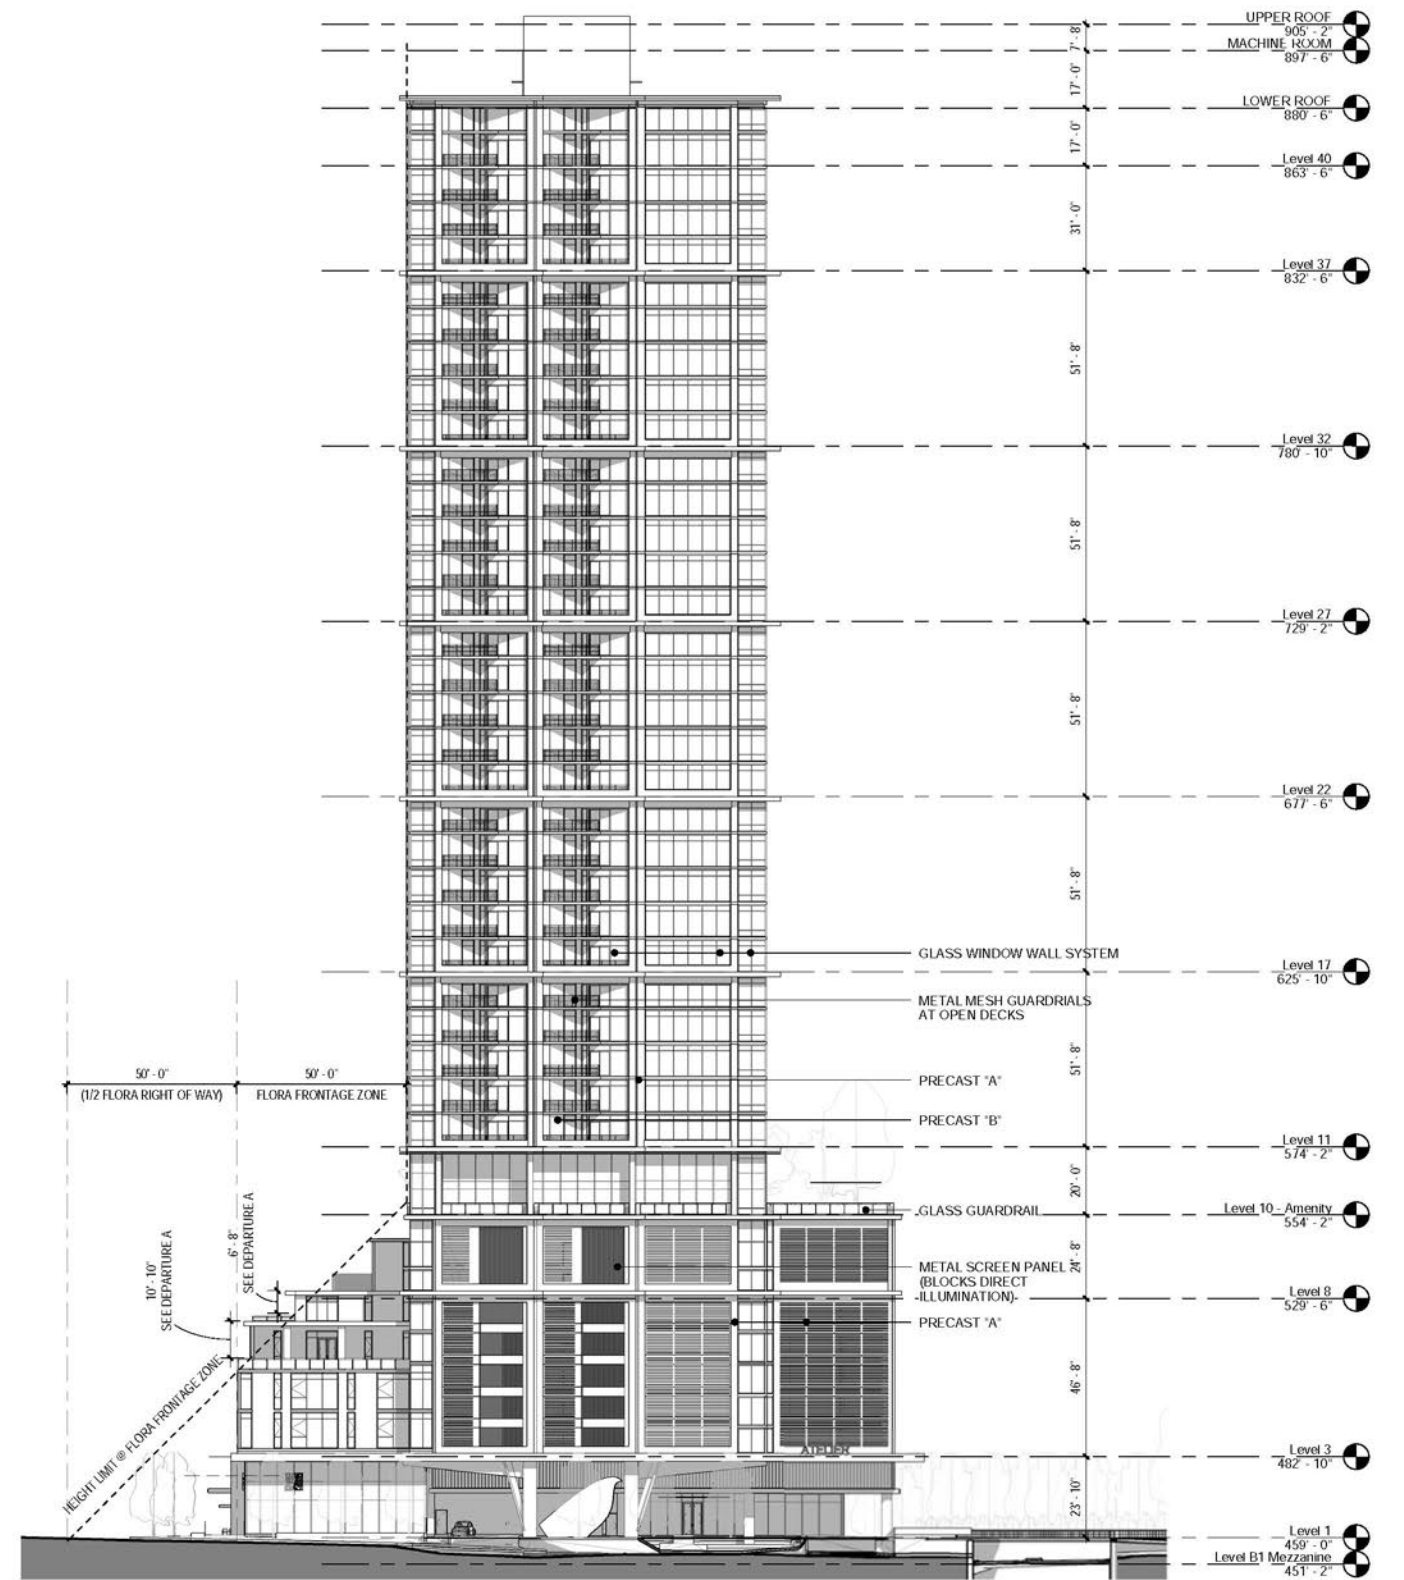 UPPER ROOF
905' - 2"
7' - 8"
MACHINE ROOM
897' - 6"
17' - 0"
LOWER ROOF
880' - 6"
17' - 0"
Level 40
863' - 6"
31' - 0"
Level 37
832' - 6"
51' - 8"
Level 32
780' - 10"
51' - 8"
Level 27
729' - 2"
51' - 8"
Level 22
677' - 6"
51' - 8"
GLASS WINDOW WALL SYSTEM
Level 17
625' - 10"
METAL MESH GUARDRIALS
AT OPEN DECKS
51' - 8"
50' - 0"
(1/2 FLORA RIGHT OF WAY)
50' - 0"
FLORA FRONTAGE ZONE
PRECAST "A"
PRECAST "B"
Level 11
574' - 2"
20' - 0"
GLASS GUARDRAIL
Level 10 - Amenity
554' - 2"
10' - 10"
SEE DEPARTURE A
6' - 8"
SEE DEPARTURE A
24' - 8"
METAL SCREEN PANEL
(BLOCKS DIRECT
ILLUMINATION)
Level 8
529' - 6"
PRECAST "A"
46' - 8"
HEIGHT LIMIT @ FLORA FRONTAGE ZONE
ATELIER
Level 3
482' - 10"
23' - 10"
Level 1
459' - 0"
Level B1 Mezzanine
451' - 2"